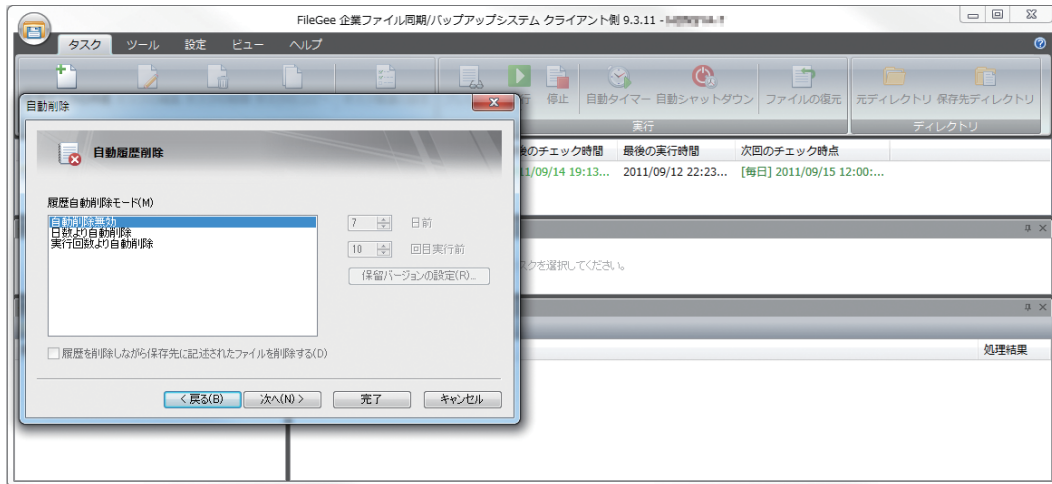 FileGee 企業ファイル同期/バップアップシステム クライアント側 9.3.11 -
タスク ツール 設定 ビュー ヘルプ
停止 自動タイマー 自動シャットダウン ファイルの復元 元ディレクトリ 保存先ディレクトリ
実行 ディレクトリ
自動削除
自動履歴削除
のチェック時間 最後の実行時間 次回のチェック時点
11/09/14 19:13... 2011/09/12 22:23... [毎日] 2011/09/15 12:00:...
履歴自動削除モード(M)
自動削除無効
日数より自動削除
実行回数より自動削除
7 日前
10 回目実行前
保留バージョンの設定(R)...
スクを選択してください。
履歴を削除しながら保存先に記述されたファイルを削除する(D)
処理結果
< 戻る(B) 次へ(N) > 完了 キャンセル